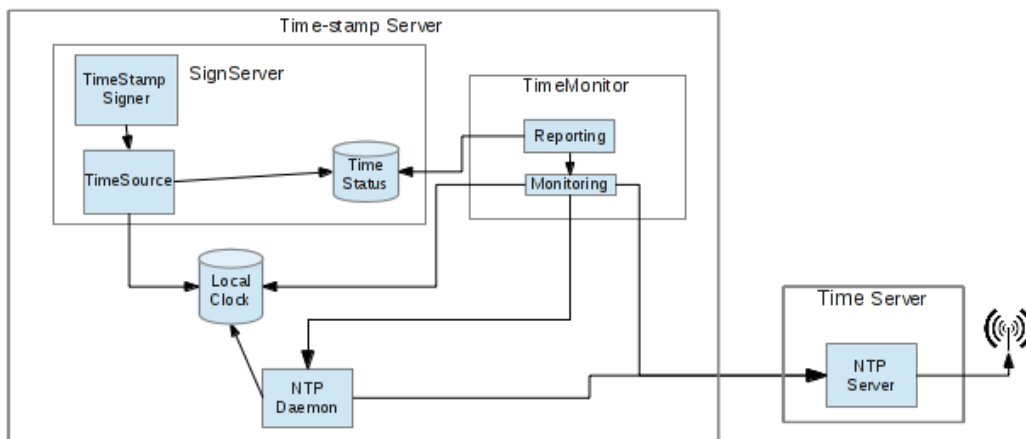 Time-stamp Server
SignServer
TimeStamp
Signer
TimeSource
Time
Status
TimeMonitor
Reporting
Monitoring
Local
Clock
NTP
Daemon
Time Server
NTP
Server